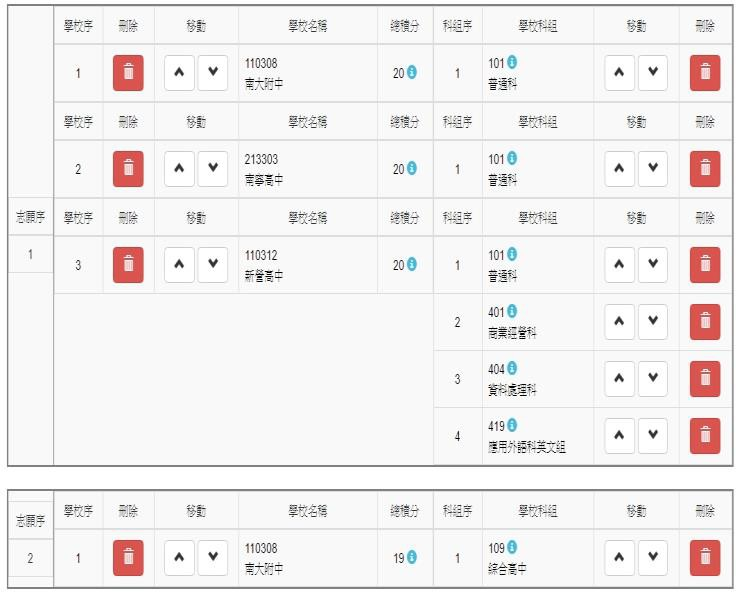 學校序 刪除 移動 學校名稱 總積分 科組序 學校科組 移動 刪除
1 110308 南大附中 20 1 101 普通科
學校序 刪除 移動 學校名稱 總積分 科組序 學校科組 移動 刪除
2 213303 南寧高中 20 1 101 普通科
志願序 學校序 刪除 移動 學校名稱 總積分 科組序 學校科組 移動 刪除
1 3 110312 新營高中 20 1 101 普通科
2 401 商業經營科
3 404 資料處理科
4 419 應用外語科英文組
志願序 學校序 刪除 移動 學校名稱 總積分 科組序 學校科組 移動 刪除
2 1 110308 南大附中 19 1 109 綜合高中